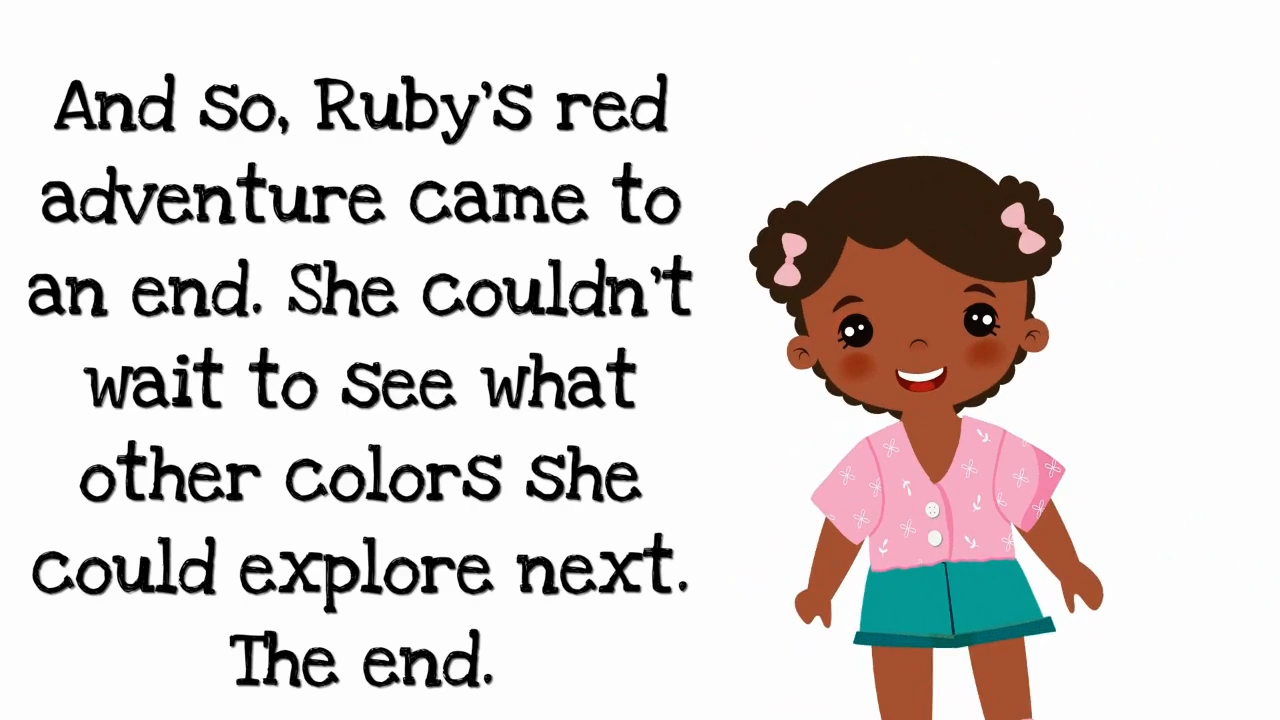 And so, Ruby's red
adventure came to
an end. She couldn't
wait to see what
other colors she
could explore next.
The end.